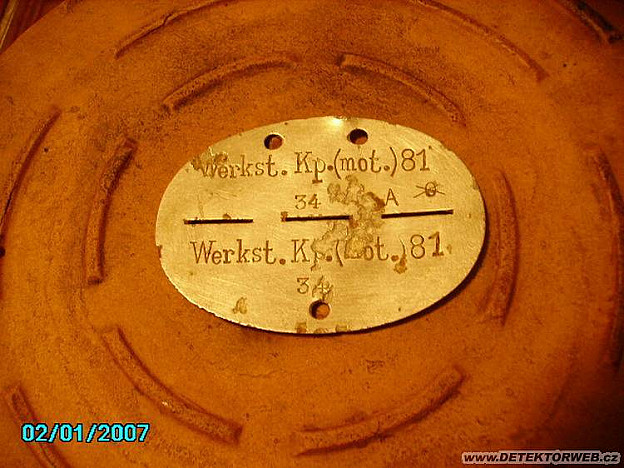 Werkst. Kp.(mot.)81
34 A
Werkst. Kp.(mot.)81
34
02/01/2007
www.DETEKTORWEB.cz